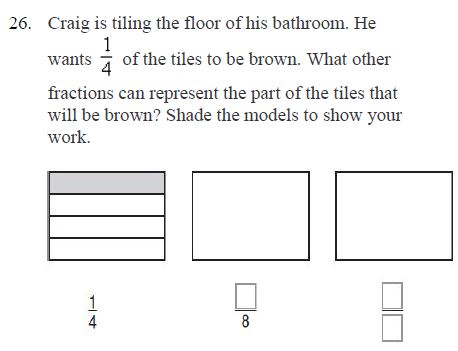 26. Craig is tiling the floor of his bathroom. He
wants 1/4 of the tiles to be brown. What other
fractions can represent the part of the tiles that
will be brown? Shade the models to show your
work.
1/4
□/8
□/□